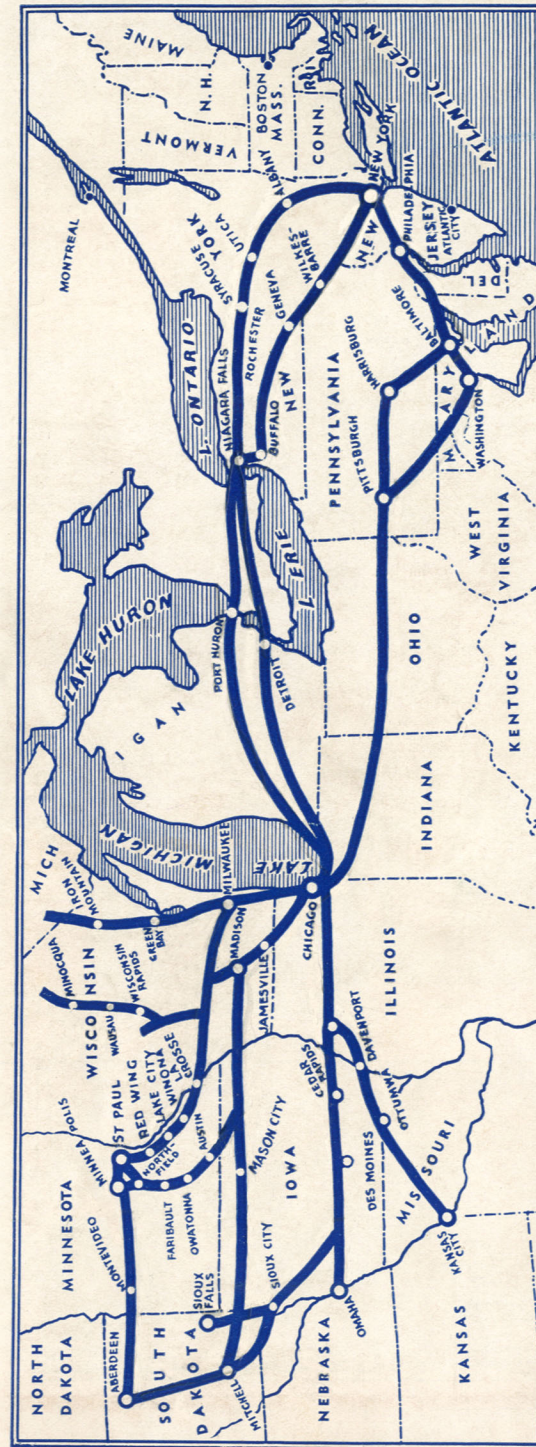 NORTH
DAKOTA
MINNESOTA
SOUTH
DAKOTA
NEBRASKA
KANSAS
IOWA
MISSOURI
WISCONSIN
MICH
IGAN
ILLINOIS
INDIANA
OHIO
KENTUCKY
WEST
VIRGINIA
PENNSYLVANIA
MARYLAND
DEL.
NEW
JERSEY
NEW
YORK
VERMONT
N. H.
MAINE
MASS.
CONN.
R.I.
ATLANTIC OCEAN
LAKE
MICHIGAN
LAKE HURON
L. ERIE
L. ONTARIO
ABERDEEN
MONTEVIDEO
MINNEAPOLIS
ST PAUL
RED WING
LAKE CITY
WINONA
LA
CROSSE
NORTH-
FIELD
FARIBAULT
OWATONNA
AUSTIN
MASON CITY
SIOUX
FALLS
SIOUX CITY
MITCHELL
OMAHA
DES MOINES
CEDAR
RAPIDS
DAVENPORT
OTTUMWA
KANSAS
CITY
MINOCQUA
WAUSAU
WISCONSIN
RAPIDS
IRON
MOUNTAIN
GREEN
BAY
MILWAUKEE
MADISON
JANESVILLE
CHICAGO
PORT HURON
DETROIT
NIAGARA FALLS
BUFFALO
ROCHESTER
SYRACUSE
UTICA
ALBANY
GENEVA
WILKES-
BARRE
NEW YORK
PHILADELPHIA
ATLANTIC
CITY
BALTIMORE
WASHINGTON
HARRISBURG
PITTSBURGH
BOSTON
MONTREAL